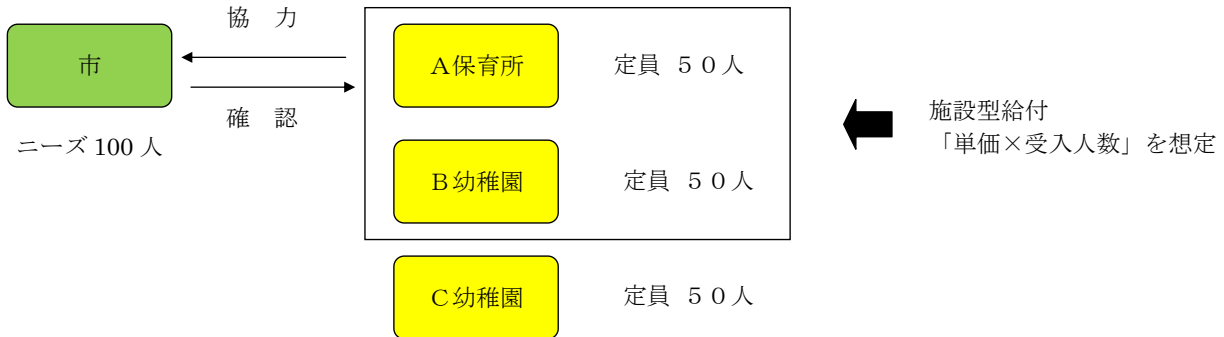 協　力
市
確　認
ニーズ 100 人
A保育所　定員 ５０人
B幼稚園　定員 ５０人
C幼稚園　定員 ５０人
施設型給付
「単価×受入人数」を想定